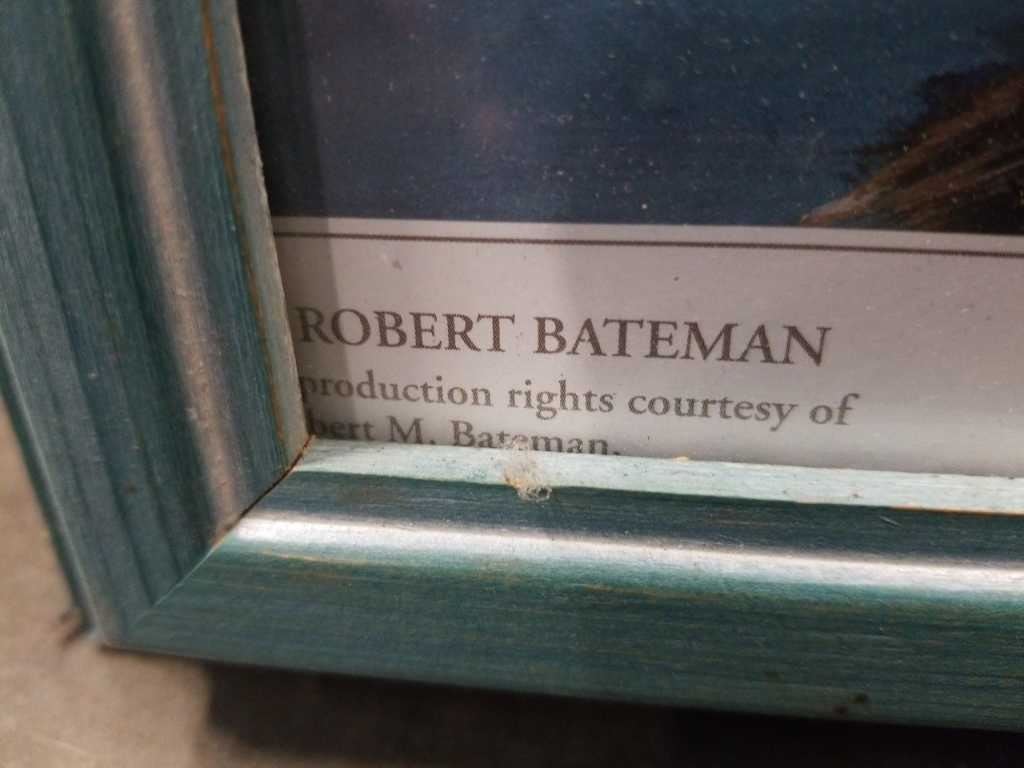 ROBERT BATEMAN
production rights courtesy of
bert M. Bateman.